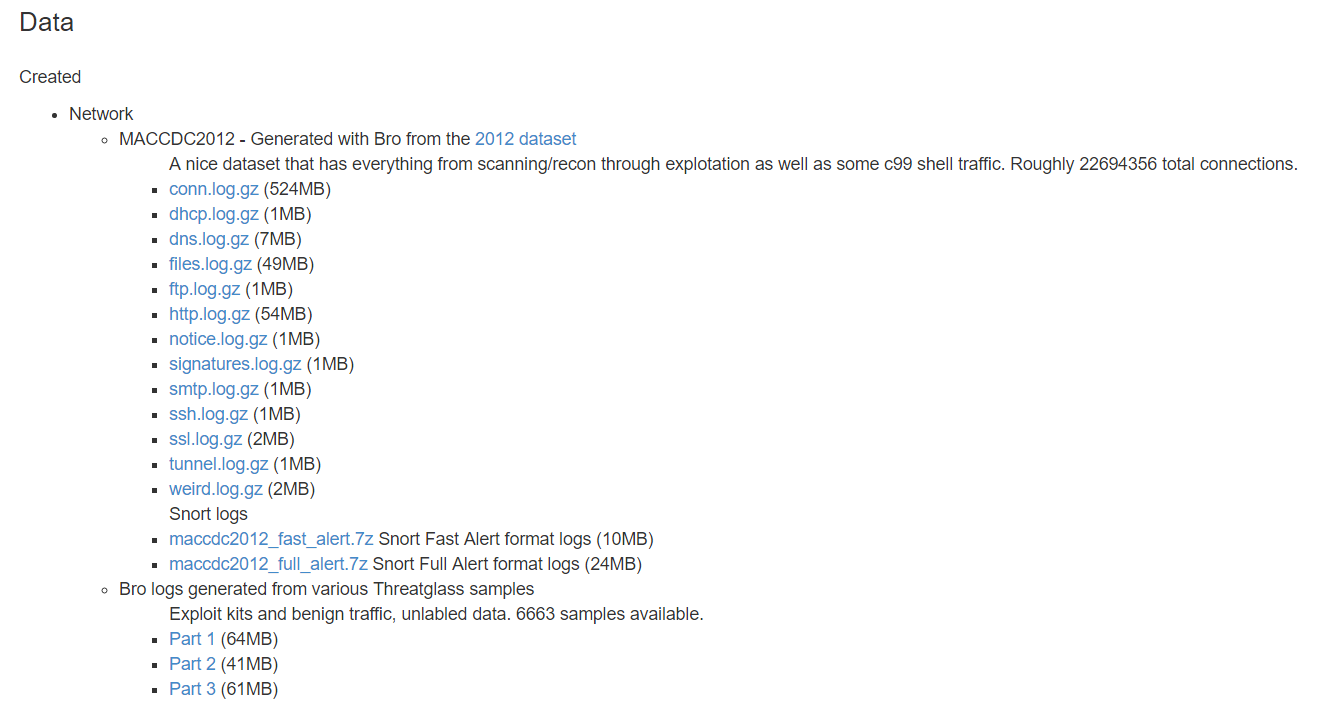 Data
Created
Network
MACCDC2012 - Generated with Bro from the 2012 dataset
A nice dataset that has everything from scanning/recon through explotation as well as some c99 shell traffic. Roughly 22694356 total connections.
conn.log.gz (524MB)
dhcp.log.gz (1MB)
dns.log.gz (7MB)
files.log.gz (49MB)
ftp.log.gz (1MB)
http.log.gz (54MB)
notice.log.gz (1MB)
signatures.log.gz (1MB)
smtp.log.gz (1MB)
ssh.log.gz (1MB)
ssl.log.gz (2MB)
tunnel.log.gz (1MB)
weird.log.gz (2MB)
Snort logs
maccdc2012_fast_alert.7z Snort Fast Alert format logs (10MB)
maccdc2012_full_alert.7z Snort Full Alert format logs (24MB)
Bro logs generated from various Threatglass samples
Exploit kits and benign traffic, unlabled data. 6663 samples available.
Part 1 (64MB)
Part 2 (41MB)
Part 3 (61MB)